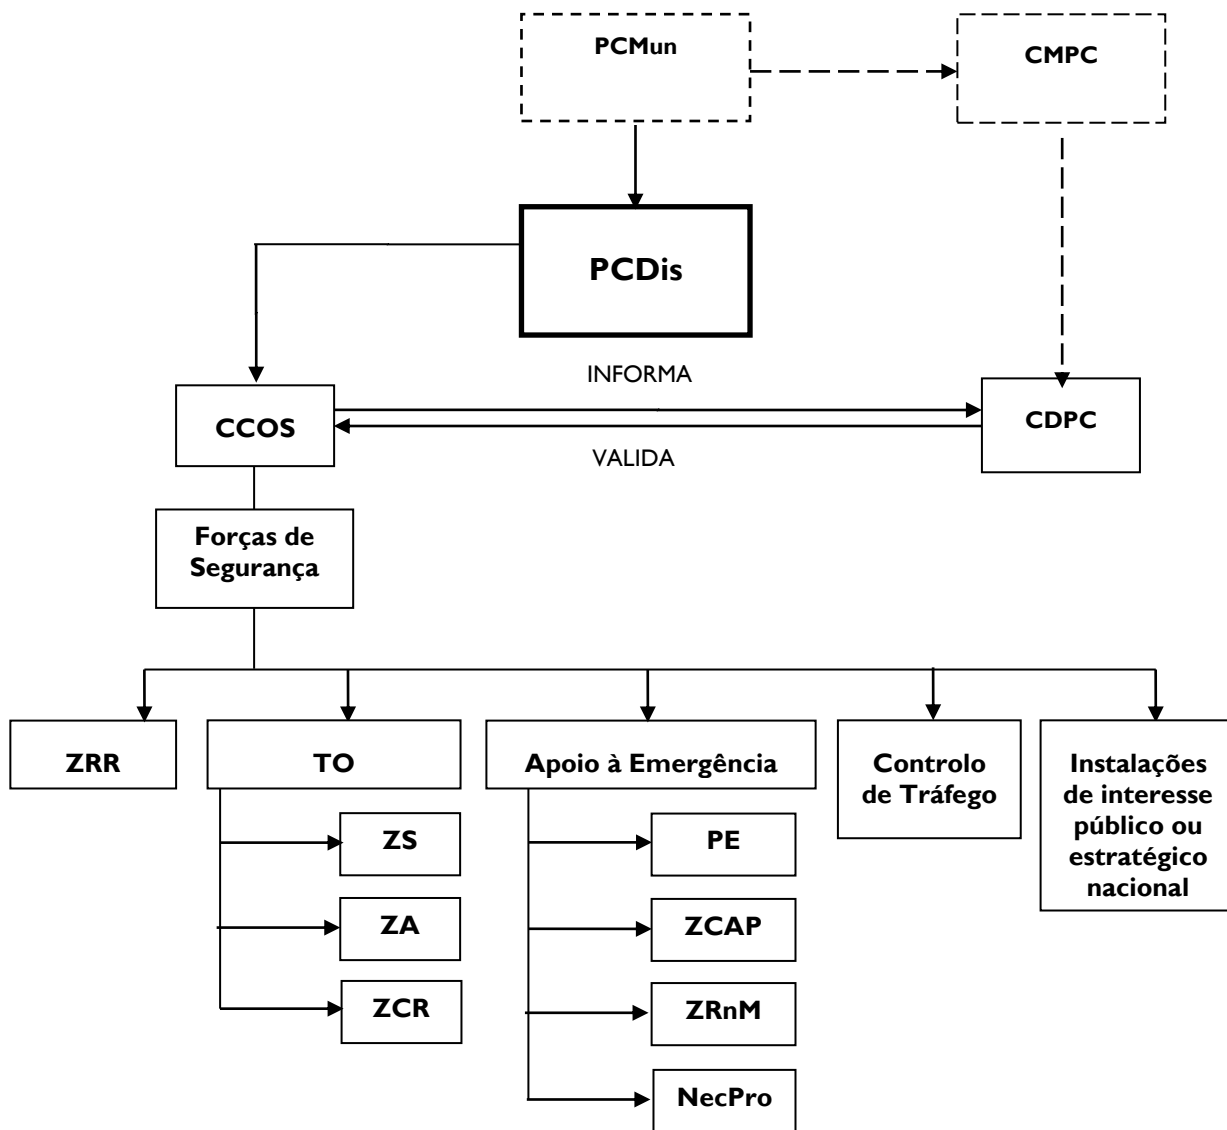 PCMun
CMPC
PCDis
INFORMA
CCOS
CDPC
VALIDA
Forças de
Segurança
ZRR
TO
Apoio à Emergência
Controlo
de Tráfego
Instalações
de interesse
público ou
estratégico
nacional
ZS
PE
ZA
ZCAP
ZCR
ZRnM
NecPro